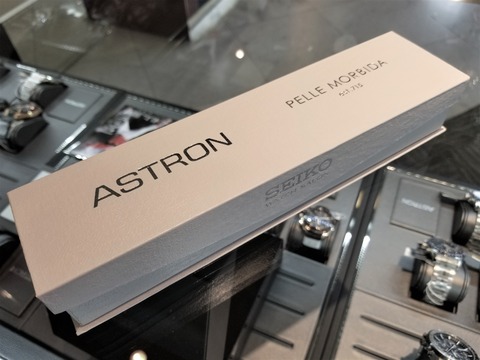 ASTRON
PELLE MORBIDA
SEIKO